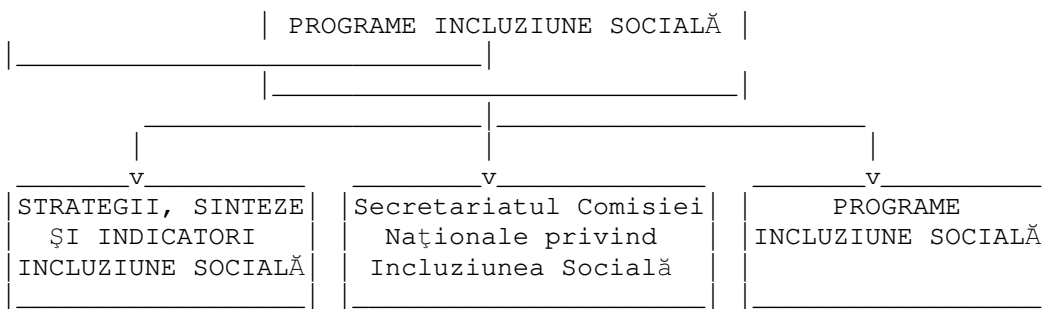 PROGRAME INCLUZIUNE SOCIALĂ
v v v
STRATEGII, SINTEZE
ŞI INDICATORI
INCLUZIUNE SOCIALĂ
Secretariatul Comisiei
Naţionale privind
Incluziunea Socială
PROGRAME
INCLUZIUNE SOCIALĂ